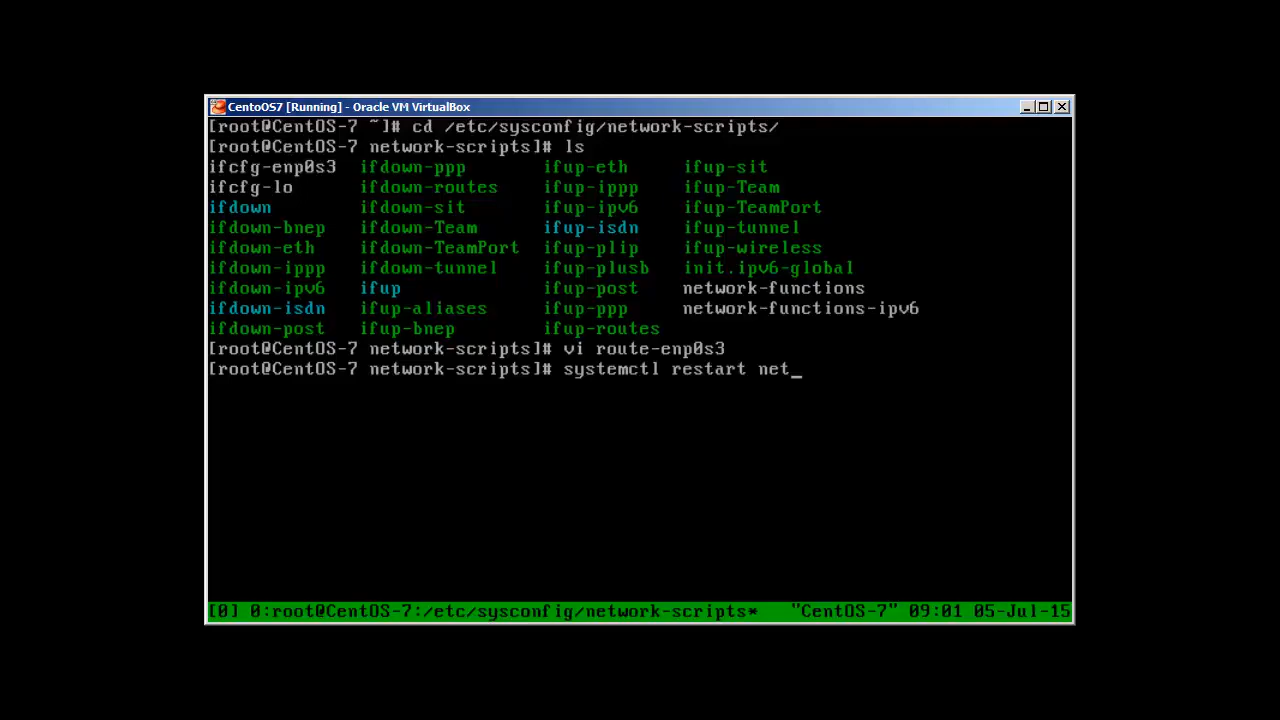 CentoOS7 [Running] - Oracle VM VirtualBox
[root@CentOS-7 ~]# cd /etc/sysconfig/network-scripts/
[root@CentOS-7 network-scripts]# ls
ifcfg-enp0s3  ifdown-ppp       ifup-eth     ifup-sit
ifcfg-lo      ifdown-routes    ifup-ippp    ifup-Team
ifdown        ifdown-sit       ifup-ipv6    ifup-TeamPort
ifdown-bnep   ifdown-Team      ifup-isdn    ifup-tunnel
ifdown-eth    ifdown-TeamPort  ifup-plip    ifup-wireless
ifdown-ippp   ifdown-tunnel    ifup-plusb   init.ipv6-global
ifdown-ipv6   ifup             ifup-post    network-functions
ifdown-isdn   ifup-aliases     ifup-ppp     network-functions-ipv6
ifdown-post   ifup-bnep        ifup-routes
[root@CentOS-7 network-scripts]# vi route-enp0s3
[root@CentOS-7 network-scripts]# systemctl restart net_
[0] 0:root@CentOS-7:/etc/sysconfig/network-scripts*   "CentOS-7" 09:01 05-Jul-15